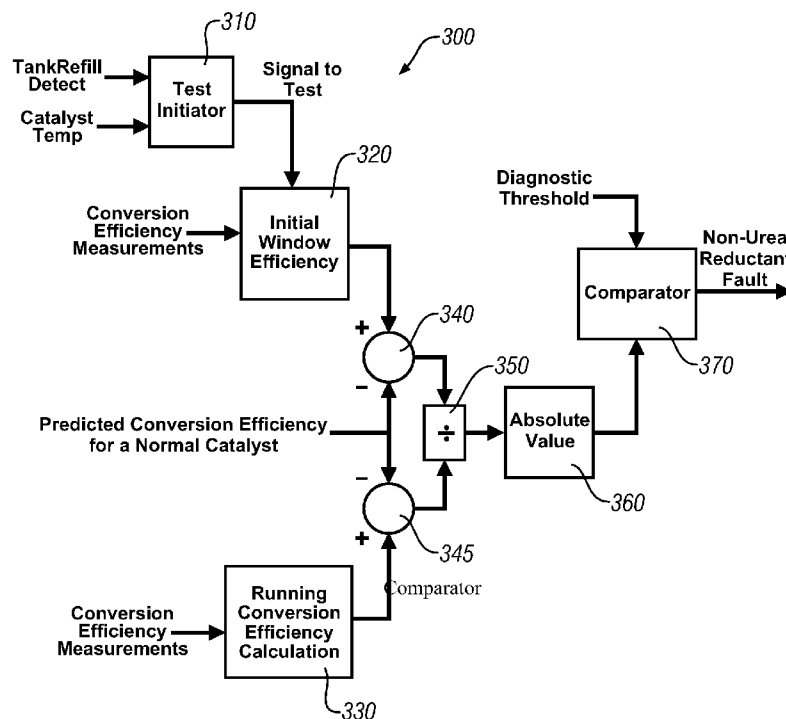 310
300
TankRefill
Detect
Test
Initiator
Signal to
Test
Catalyst
Temp
320
Conversion
Efficiency
Measurements
Initial
Window
Efficiency
Diagnostic
Threshold
Non-Urea
Reductant
Fault
Comparator
370
+
340
–
350
Predicted Conversion Efficiency
for a Normal Catalyst
÷
Absolute
Value
360
–
+
345
Comparator
Conversion
Efficiency
Measurements
Running
Conversion
Efficiency
Calculation
330